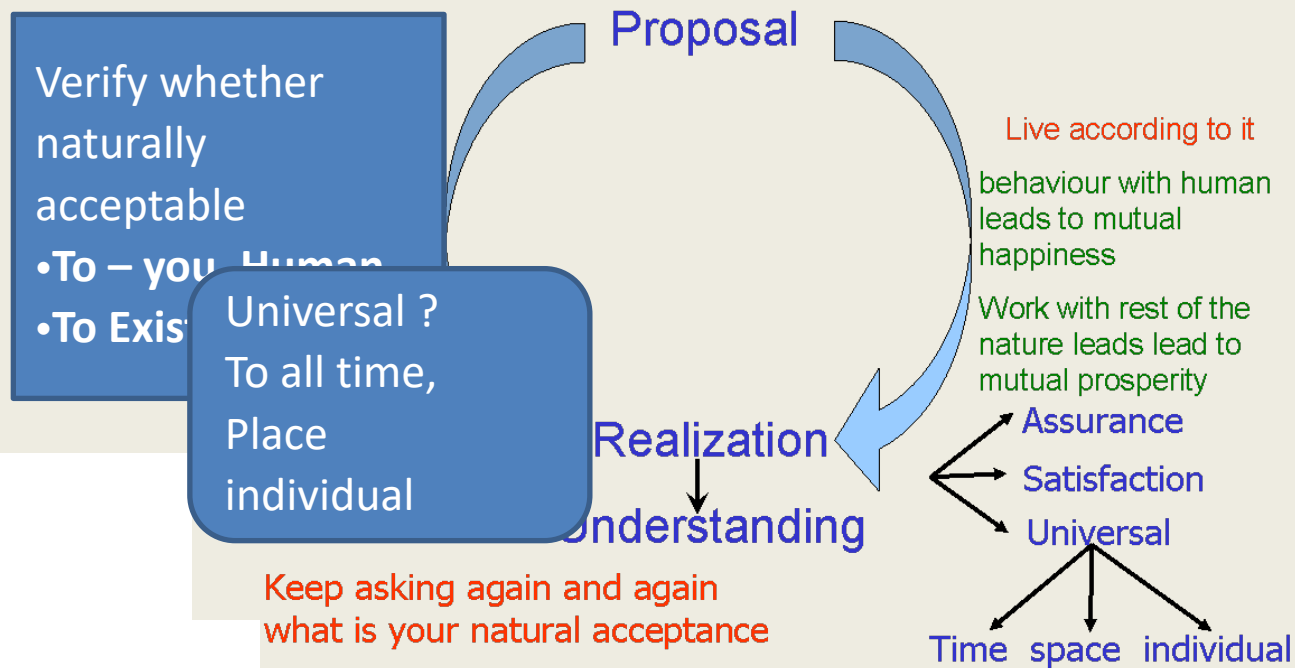 Proposal
Verify whether
naturally
acceptable
•To – you, Human
•To Exist
Universal ?
To all time,
Place
individual
Live according to it
behaviour with human
leads to mutual
happiness
Work with rest of the
nature leads lead to
mutual prosperity
Realization
Understanding
Assurance
Satisfaction
Universal
Time space individual
Keep asking again and again
what is your natural acceptance